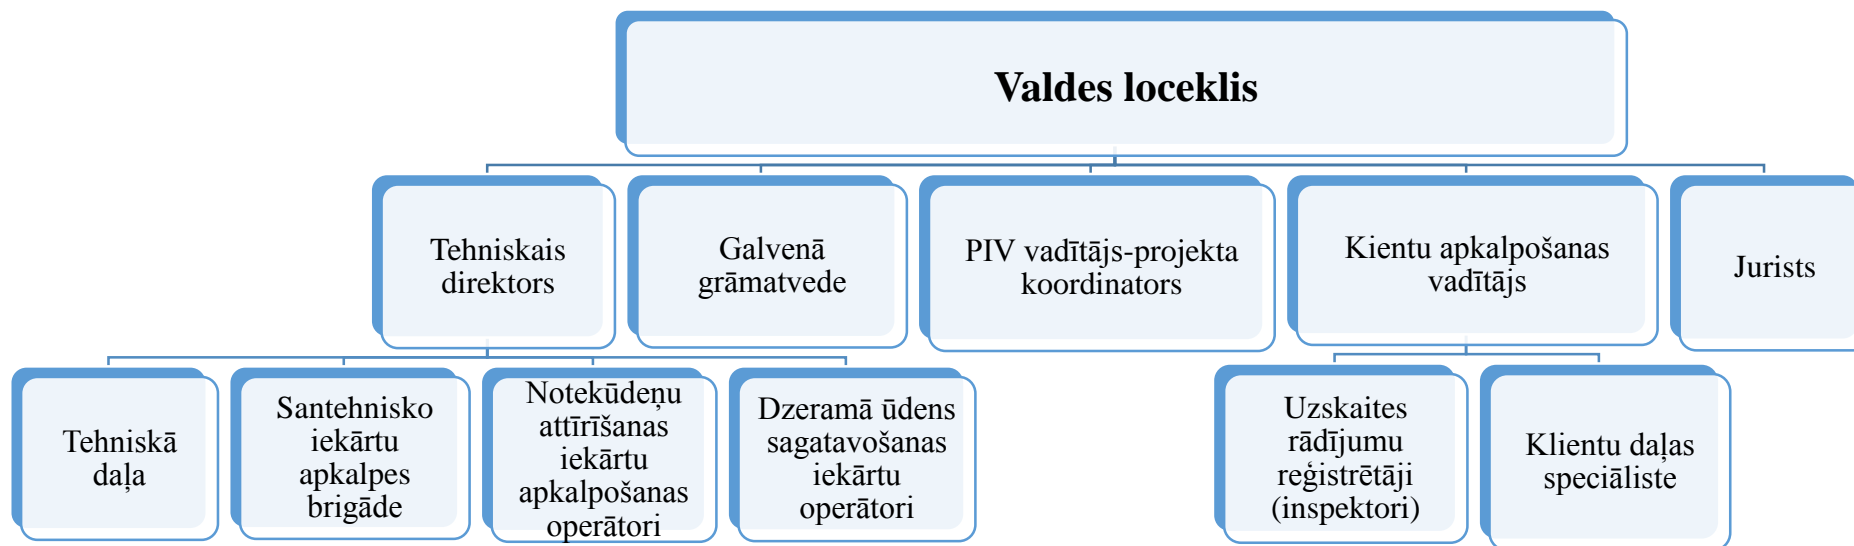 Valdes loceklis
Tehniskais
direktors
Galvenā
grāmatvede
PIV vadītājs-projekta
koordinators
Kientu apkalpošanas
vadītājs
Jurists
Tehniskā
daļa
Santehnisko
iekārtu
apkalpes
brigāde
Notekūdeņu
attīrīšanas
iekārtu
apkalpošanas
operātori
Dzeramā ūdens
sagatavošanas
iekārtu
operātori
Uzskaites
rādījumu
reģistrētāji
(inspektori)
Klientu daļas
speciāliste